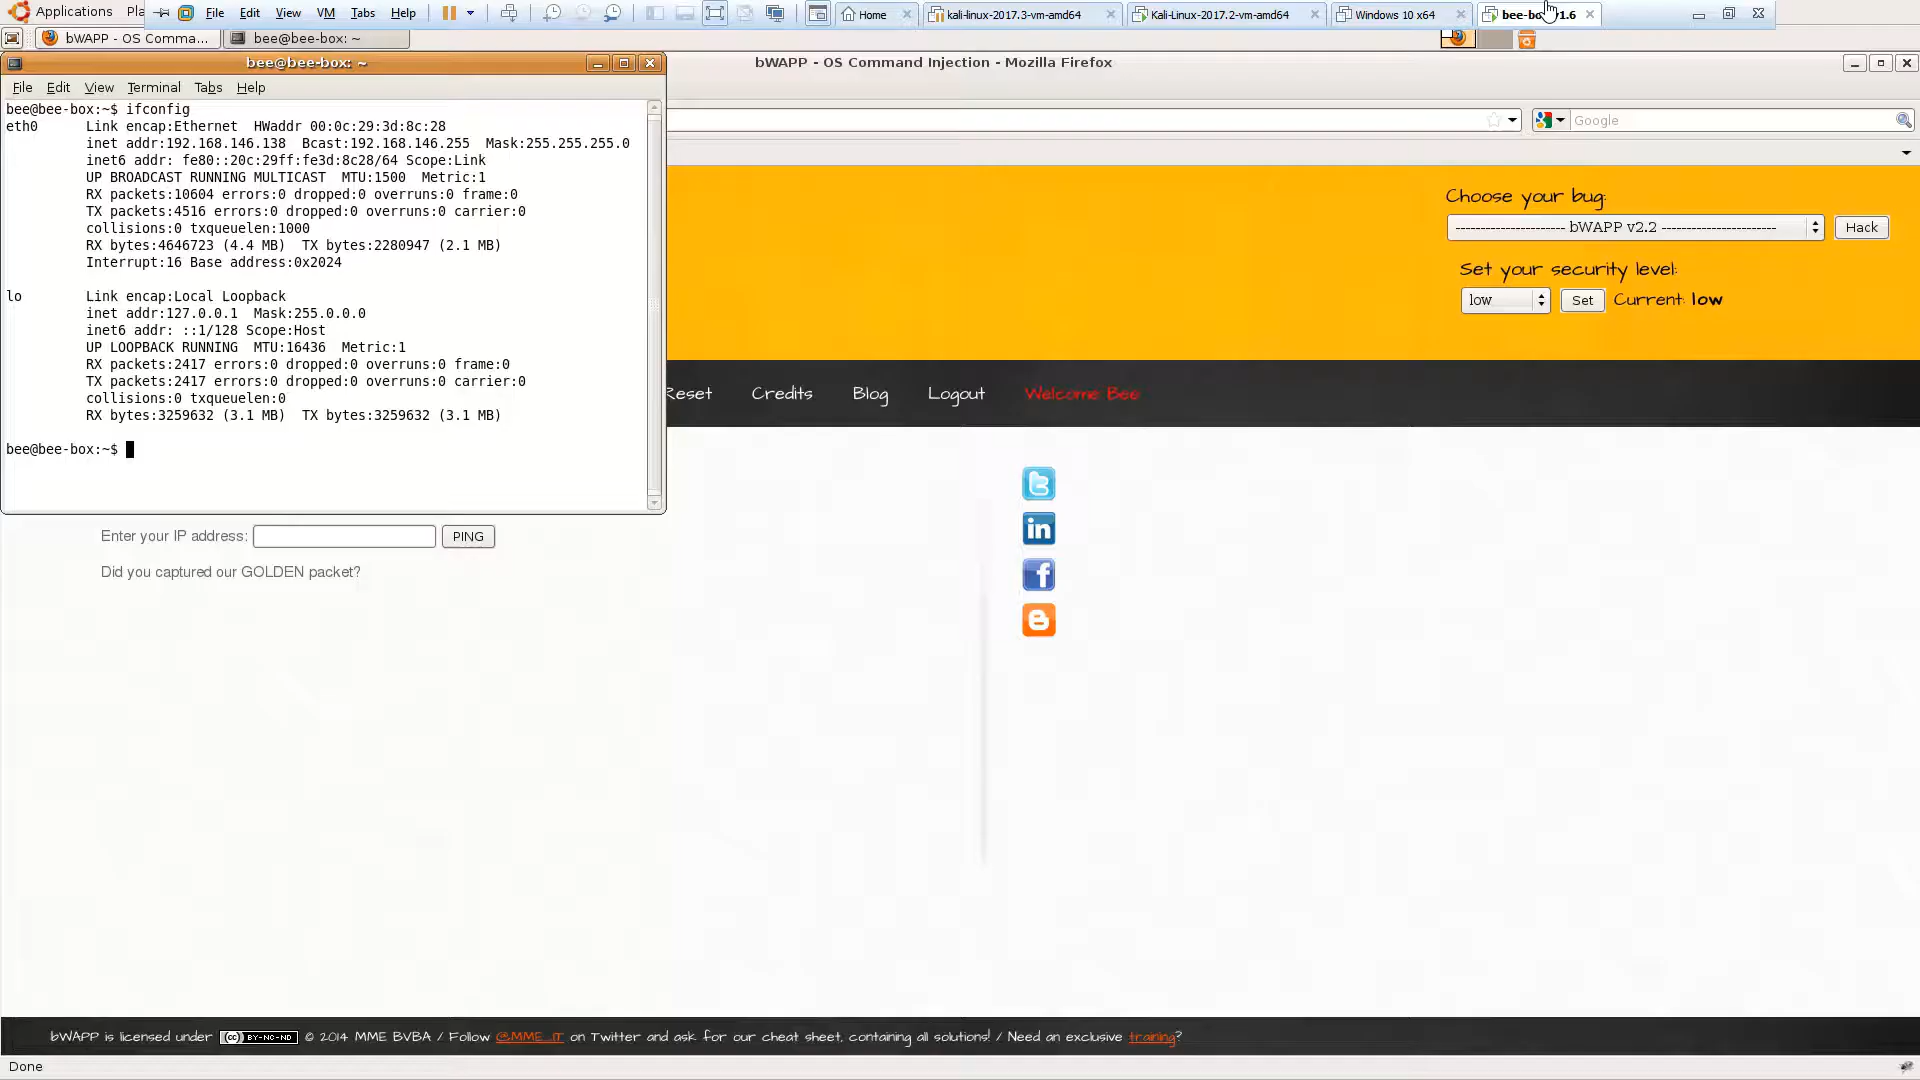 Applications Pla File Edit View VM Tabs Help Home kali-linux-2017.3-vm-amd64 Kali-Linux-2017.2-vm-amd64 Windows 10 x64
bWAPP - OS Comma... bee@bee-box: ~
bee@bee-box: ~
bWAPP - OS Command Injection - Mozilla Firefox
File Edit View Terminal Tabs Help
bee@bee-box:~$ ifconfig
eth0 Link encap:Ethernet HWaddr 00:0c:29:3d:8c:28
inet addr:192.168.146.138 Bcast:192.168.146.255 Mask:255.255.255.0
inet6 addr: fe80::20c:29ff:fe3d:8c28/64 Scope:Link
UP BROADCAST RUNNING MULTICAST MTU:1500 Metric:1
RX packets:10604 errors:0 dropped:0 overruns:0 frame:0
TX packets:4516 errors:0 dropped:0 overruns:0 carrier:0
collisions:0 txqueuelen:1000
RX bytes:4646723 (4.4 MB) TX bytes:2280947 (2.1 MB)
Interrupt:16 Base address:0x2024
lo Link encap:Local Loopback
inet addr:127.0.0.1 Mask:255.0.0.0
inet6 addr: ::1/128 Scope:Host
UP LOOPBACK RUNNING MTU:16436 Metric:1
RX packets:2417 errors:0 dropped:0 overruns:0 frame:0
TX packets:2417 errors:0 dropped:0 overruns:0 carrier:0
collisions:0 txqueuelen:0
RX bytes:3259632 (3.1 MB) TX bytes:3259632 (3.1 MB)
bee@bee-box:~$
Google
Choose your bug:
---------------------- bWAPP v2.2 ----------------------- Hack
Set your security level:
low Set Current: low
Reset Credits Blog Logout Welcome Bee
Enter your IP address: PING
Did you captured our GOLDEN packet?
bWAPP is licensed under (cc) BY-NC-ND © 2014 MME BVBA / Follow @MME_IT on Twitter and ask for our cheat sheet, containing all solutions! / Need an exclusive training?
Done